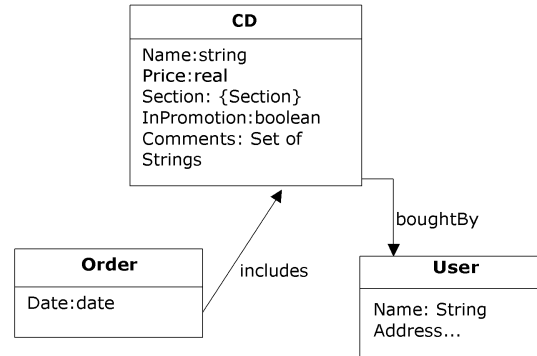 CD
Name:string
Price:real
Section: {Section}
InPromotion:boolean
Comments: Set of
Strings
boughtBy
Order
includes
User
Date:date
Name: String
Address...